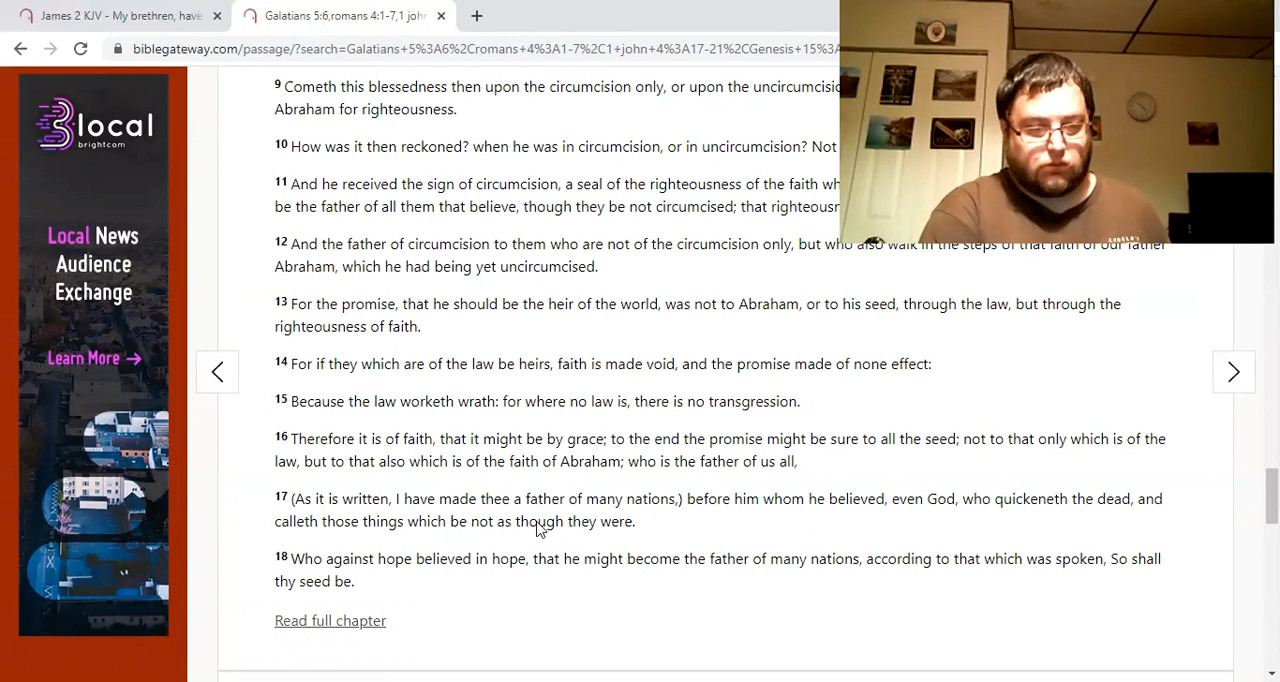 James 2 KJV - My brethren, have
Galatians 5:6,romans 4:1-7,1 joh
biblegateway.com/passage/?search=Galatians+5%3A6%2Cromans+4%3A1-7%2C1+john+4%3A17-21%2CGenesis+15%3
9 Cometh this blessedness then upon the circumcision only, or upon the uncircumcisio
Abraham for righteousness.
10 How was it then reckoned? when he was in circumcision, or in uncircumcision? Not
11 And he received the sign of circumcision, a seal of the righteousness of the faith wh
be the father of all them that believe, though they be not circumcised; that righteousn
12 And the father of circumcision to them who are not of the circumcision only, but who also walk in the steps of that faith of our father
Abraham, which he had being yet uncircumcised.
13 For the promise, that he should be the heir of the world, was not to Abraham, or to his seed, through the law, but through the
righteousness of faith.
14 For if they which are of the law be heirs, faith is made void, and the promise made of none effect:
15 Because the law worketh wrath: for where no law is, there is no transgression.
16 Therefore it is of faith, that it might be by grace; to the end the promise might be sure to all the seed; not to that only which is of the
law, but to that also which is of the faith of Abraham; who is the father of us all,
17 (As it is written, I have made thee a father of many nations,) before him whom he believed, even God, who quickeneth the dead, and
calleth those things which be not as though they were.
18 Who against hope believed in hope, that he might become the father of many nations, according to that which was spoken, So shall
thy seed be.
Read full chapter
local
brightcom
Local News
Audience
Exchange
Learn More →